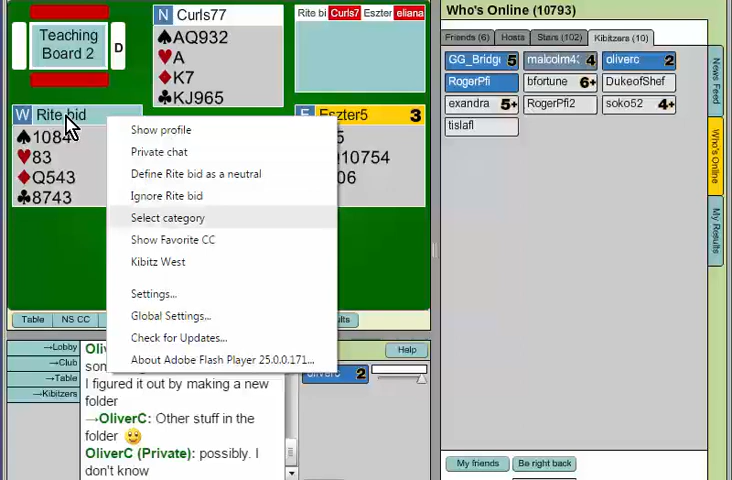 Teaching
Board 2
D
N Curls77
♠AQ932
♥A
♦K7
♣KJ965
Rite bi Curls7 Eszter eliana
W Rite bid
♠1084
♥83
♦Q543
♣8743
E Eszter5 3
5
Q10754
06
Show profile
Private chat
Define Rite bid as a neutral
Ignore Rite bid
Select category
Show Favorite CC
Kibitz West
Settings...
Global Settings...
Check for Updates...
About Adobe Flash Player 25.0.0.171...
Table NS CC
→Lobby
→Club
→Table
→Kibitzers
I figured it out by making a new
folder
→OliverC: Other stuff in the
folder
OliverC (Private): possibly. I
don't know
Help
oliverc 2
Who's Online (10793)
Friends (6) Hosts Stars (102) Kibitzers (10)
GG_Bridge 5 malcolm4 4 oliverc 2
RogerPfi bfortune 6+ DukeofShef
exandra 5+ RogerPfi2 soko52 4+
tislafl
News Feed
Who's Online
My Results
My friends Be right back